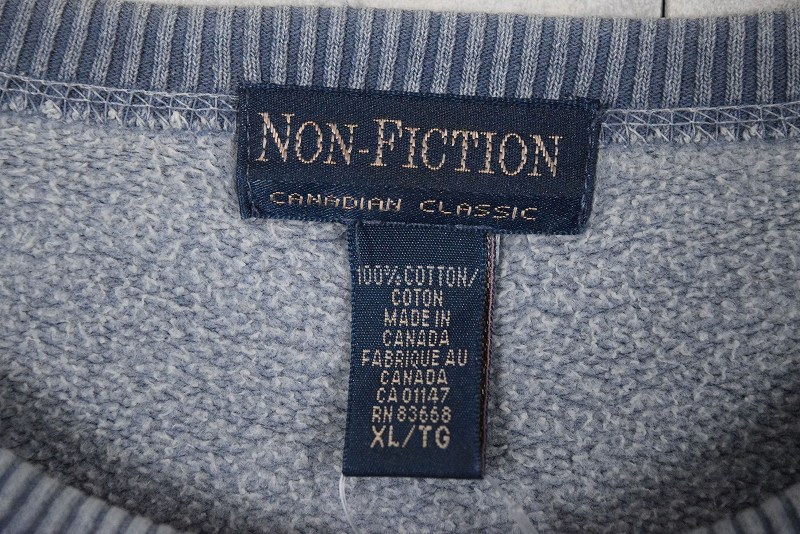 NON-FICTION
CANADIAN CLASSIC
100% COTTON/
COTON
MADE IN
CANADA
FABRIQUE AU
CANADA
CA 01147
RN 83668
XL/TG